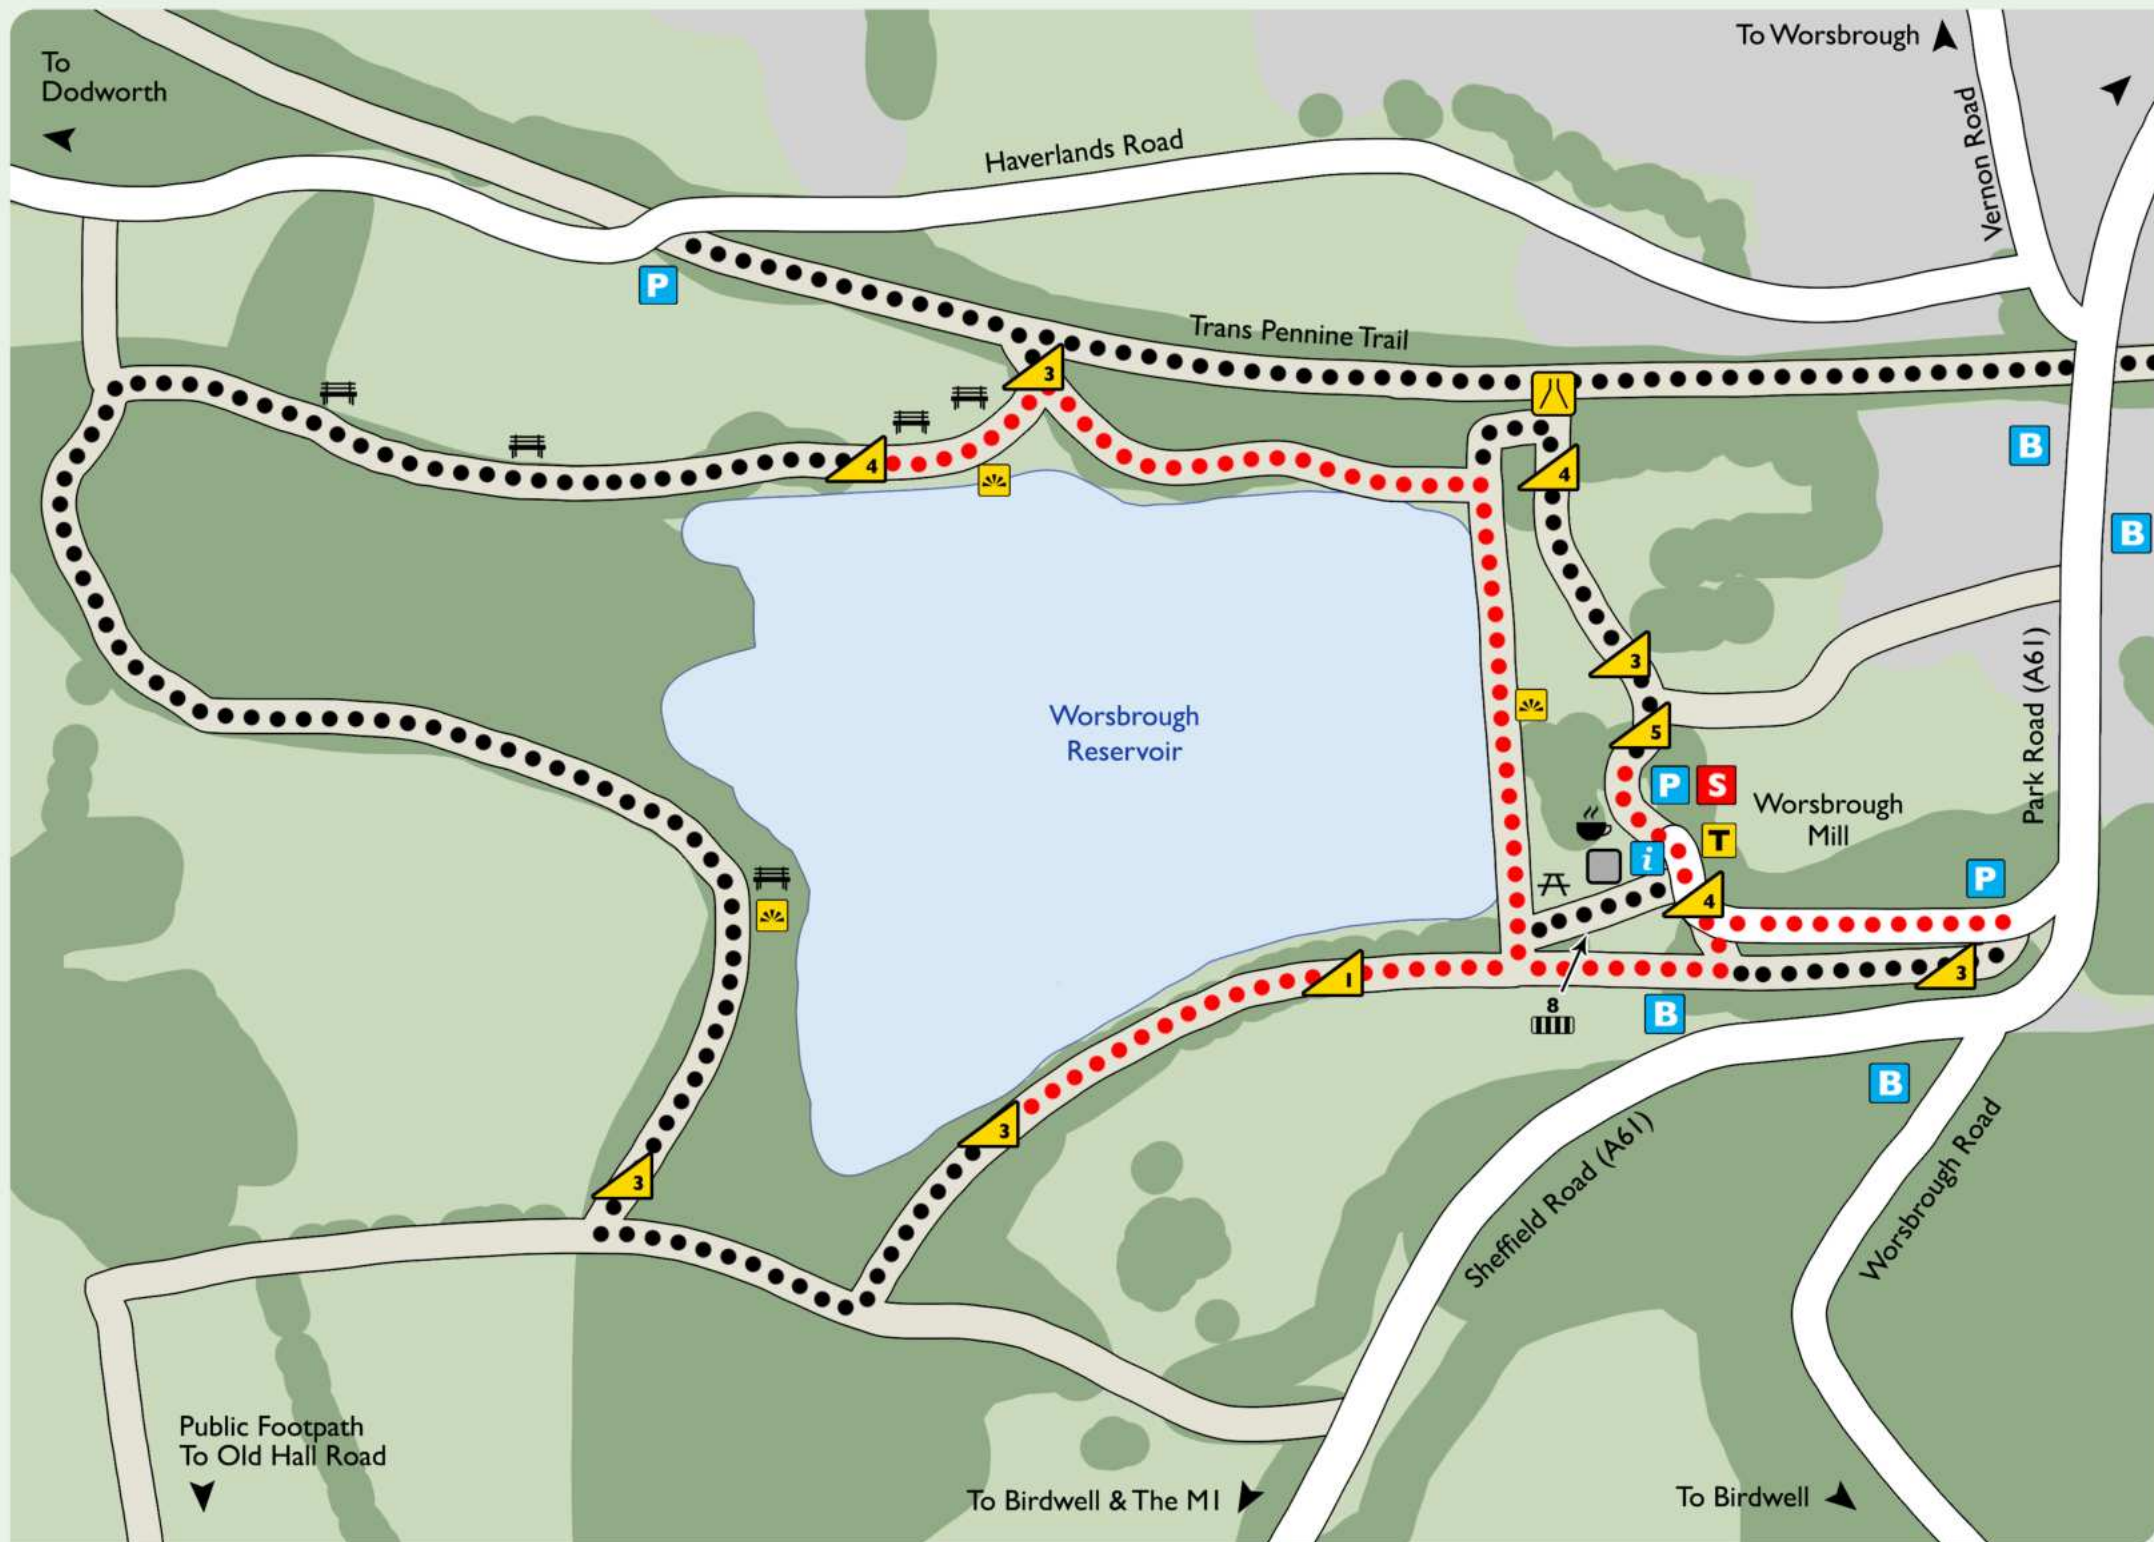 To Worsbrough
To
Dodworth
Vernon Road
Haverlands Road
P
Trans Pennine Trail
3
B
4
4
B
3
Park Road (A61)
Worsbrough
Reservoir
5
P
S
Worsbrough
Mill
T
i
P
4
3
1
8
B
B
3
Sheffield Road (A61)
Worsbrough Road
3
Public Footpath
To Old Hall Road
To Birdwell & The M1
To Birdwell